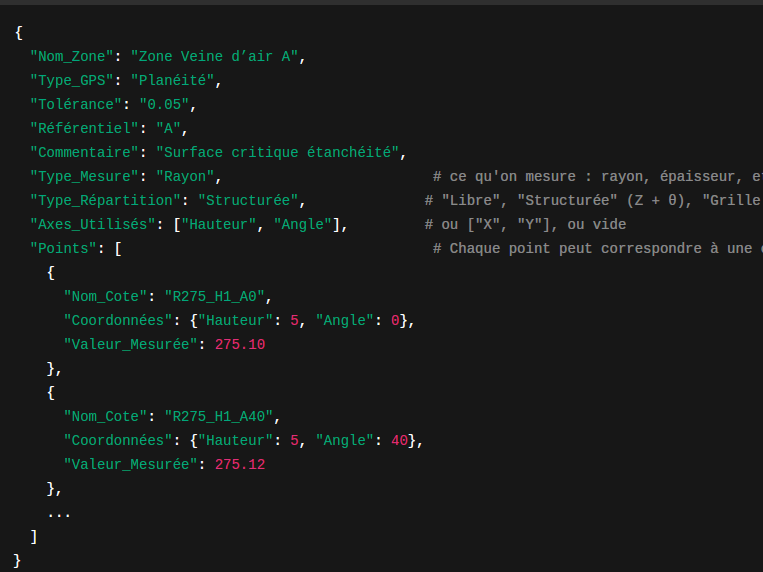 {
"Nom_Zone": "Zone Veine d’air A",
"Type_GPS": "Planéité",
"Tolérance": "0.05",
"Référentiel": "A",
"Commentaire": "Surface critique étanchéité",
"Type_Mesure": "Rayon", # ce qu'on mesure : rayon, épaisseur,
"Type_Répartition": "Structurée", # "Libre", "Structurée" (Z + θ), "Grille
"Axes_Utilisés": ["Hauteur", "Angle"], # ou ["X", "Y"], ou vide
"Points": [ # Chaque point peut correspondre à une
{
"Nom_Cote": "R275_H1_A0",
"Coordonnées": {"Hauteur": 5, "Angle": 0},
"Valeur_Mesurée": 275.10
},
{
"Nom_Cote": "R275_H1_A40",
"Coordonnées": {"Hauteur": 5, "Angle": 40},
"Valeur_Mesurée": 275.12
},
...
]
}